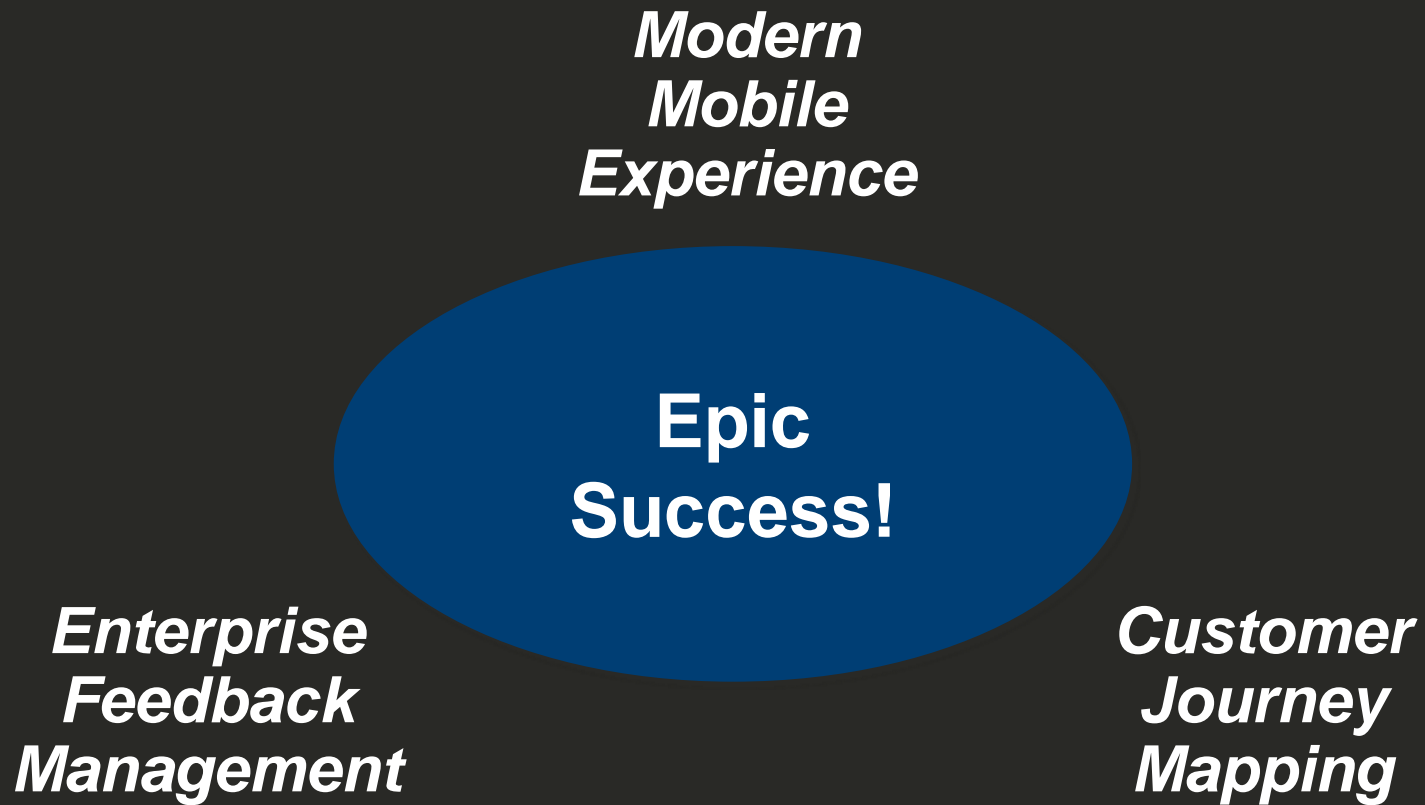 Modern
Mobile
Experience
Epic
Success!
Enterprise
Feedback
Management
Customer
Journey
Mapping